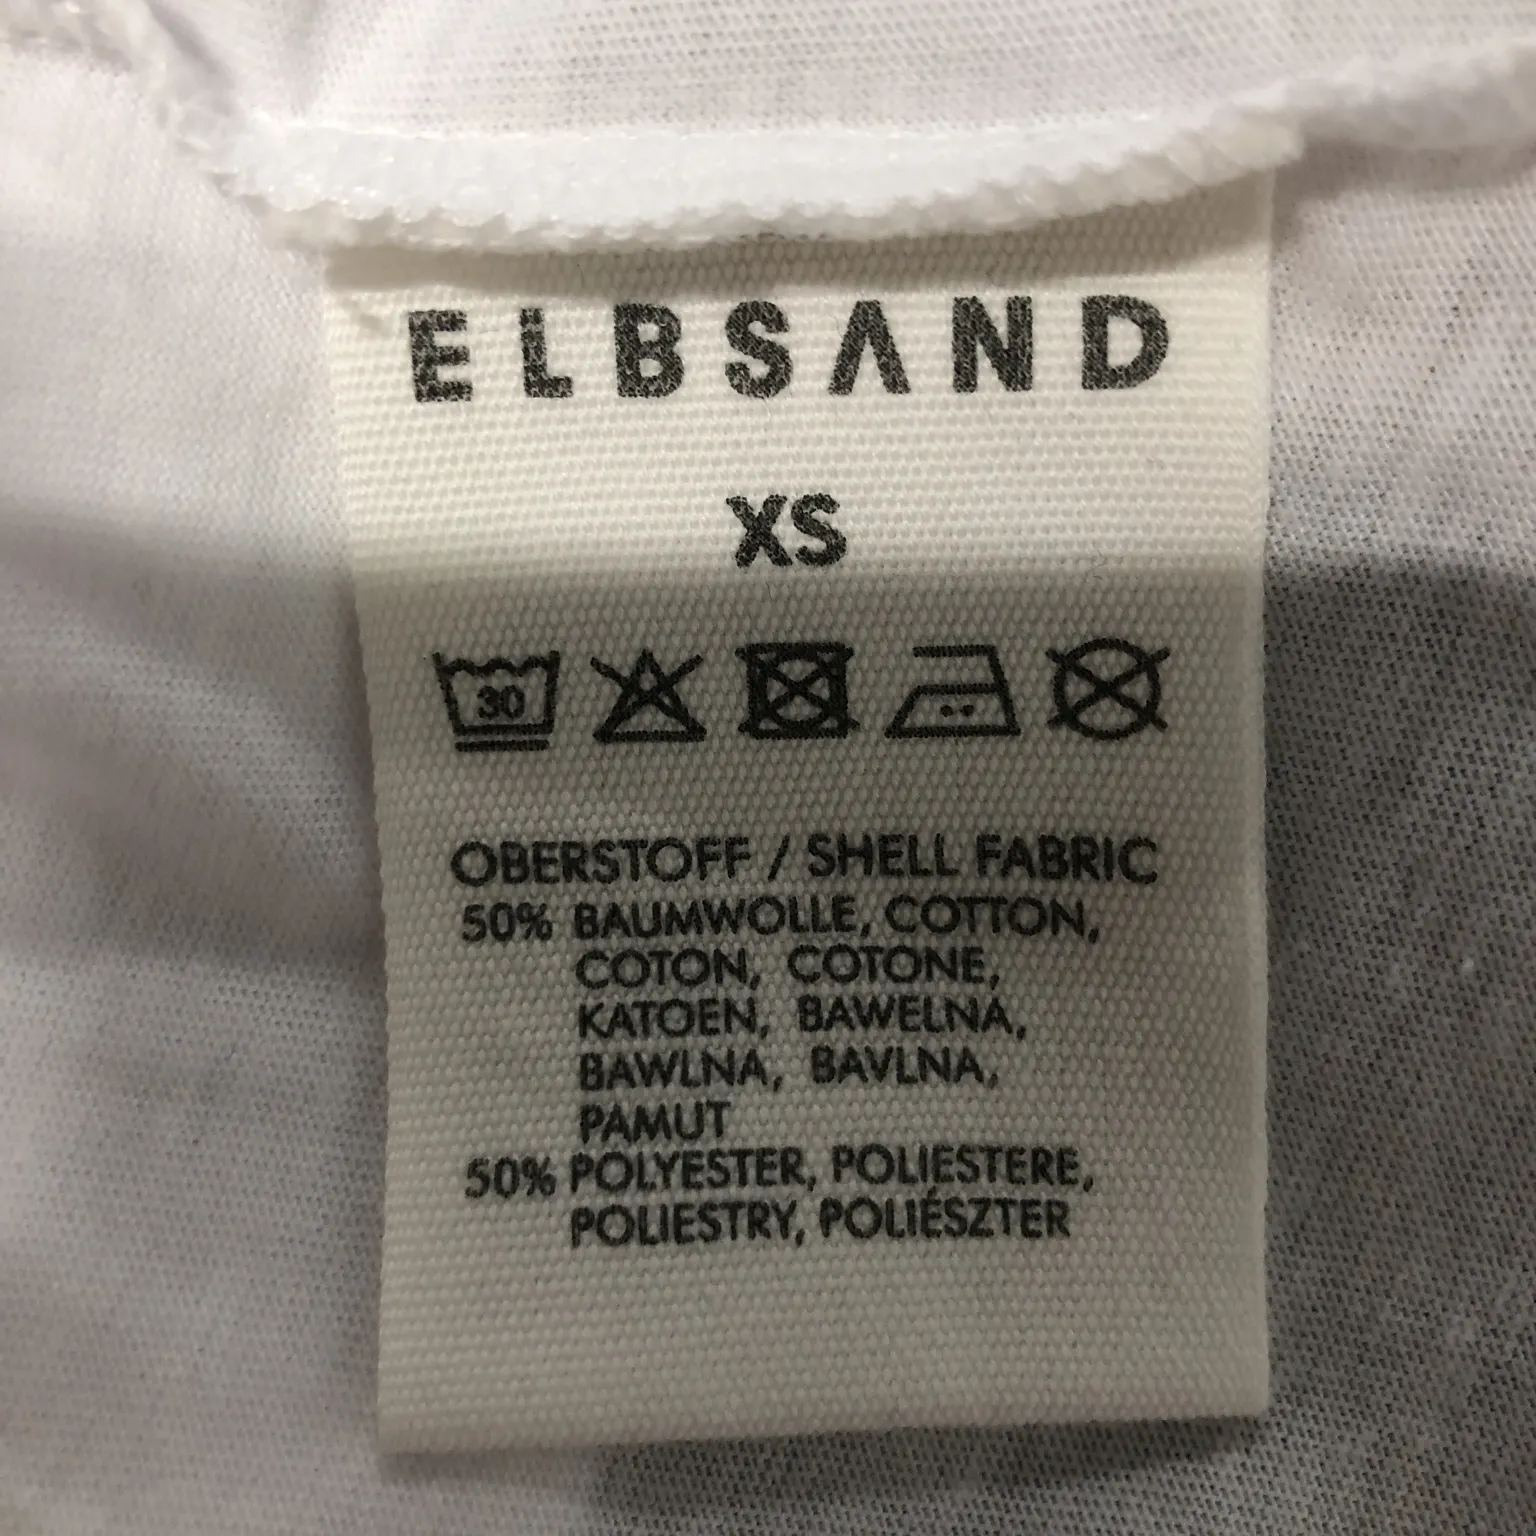 ELBSAND
XS
30
OBERSTOFF / SHELL FABRIC
50% BAUMWOLLE, COTTON,
COTON, COTONE,
KATOEN, BAWELNA,
BAWLNA, BAVLNA,
PAMUT
50% POLYESTER, POLIESTERE,
POLIESTRY, POLIÉSZTER